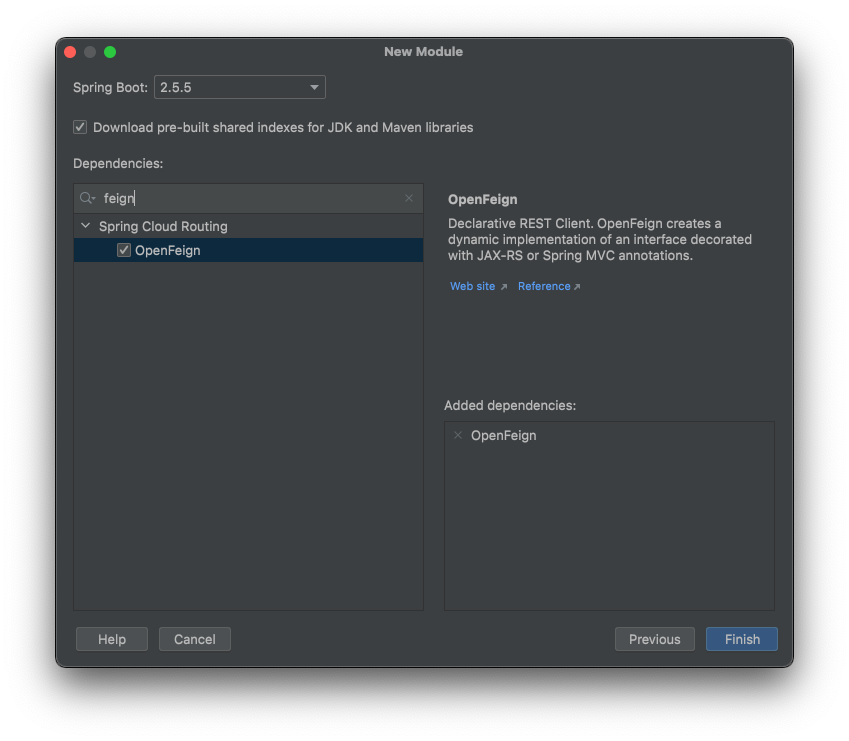 New Module
Spring Boot: 2.5.5
Download pre-built shared indexes for JDK and Maven libraries
Dependencies:
feign
Spring Cloud Routing
OpenFeign
OpenFeign
Declarative REST Client. OpenFeign creates a
dynamic implementation of an interface decorated
with JAX-RS or Spring MVC annotations.
Web site Reference
Added dependencies:
OpenFeign
Help Cancel Previous Finish